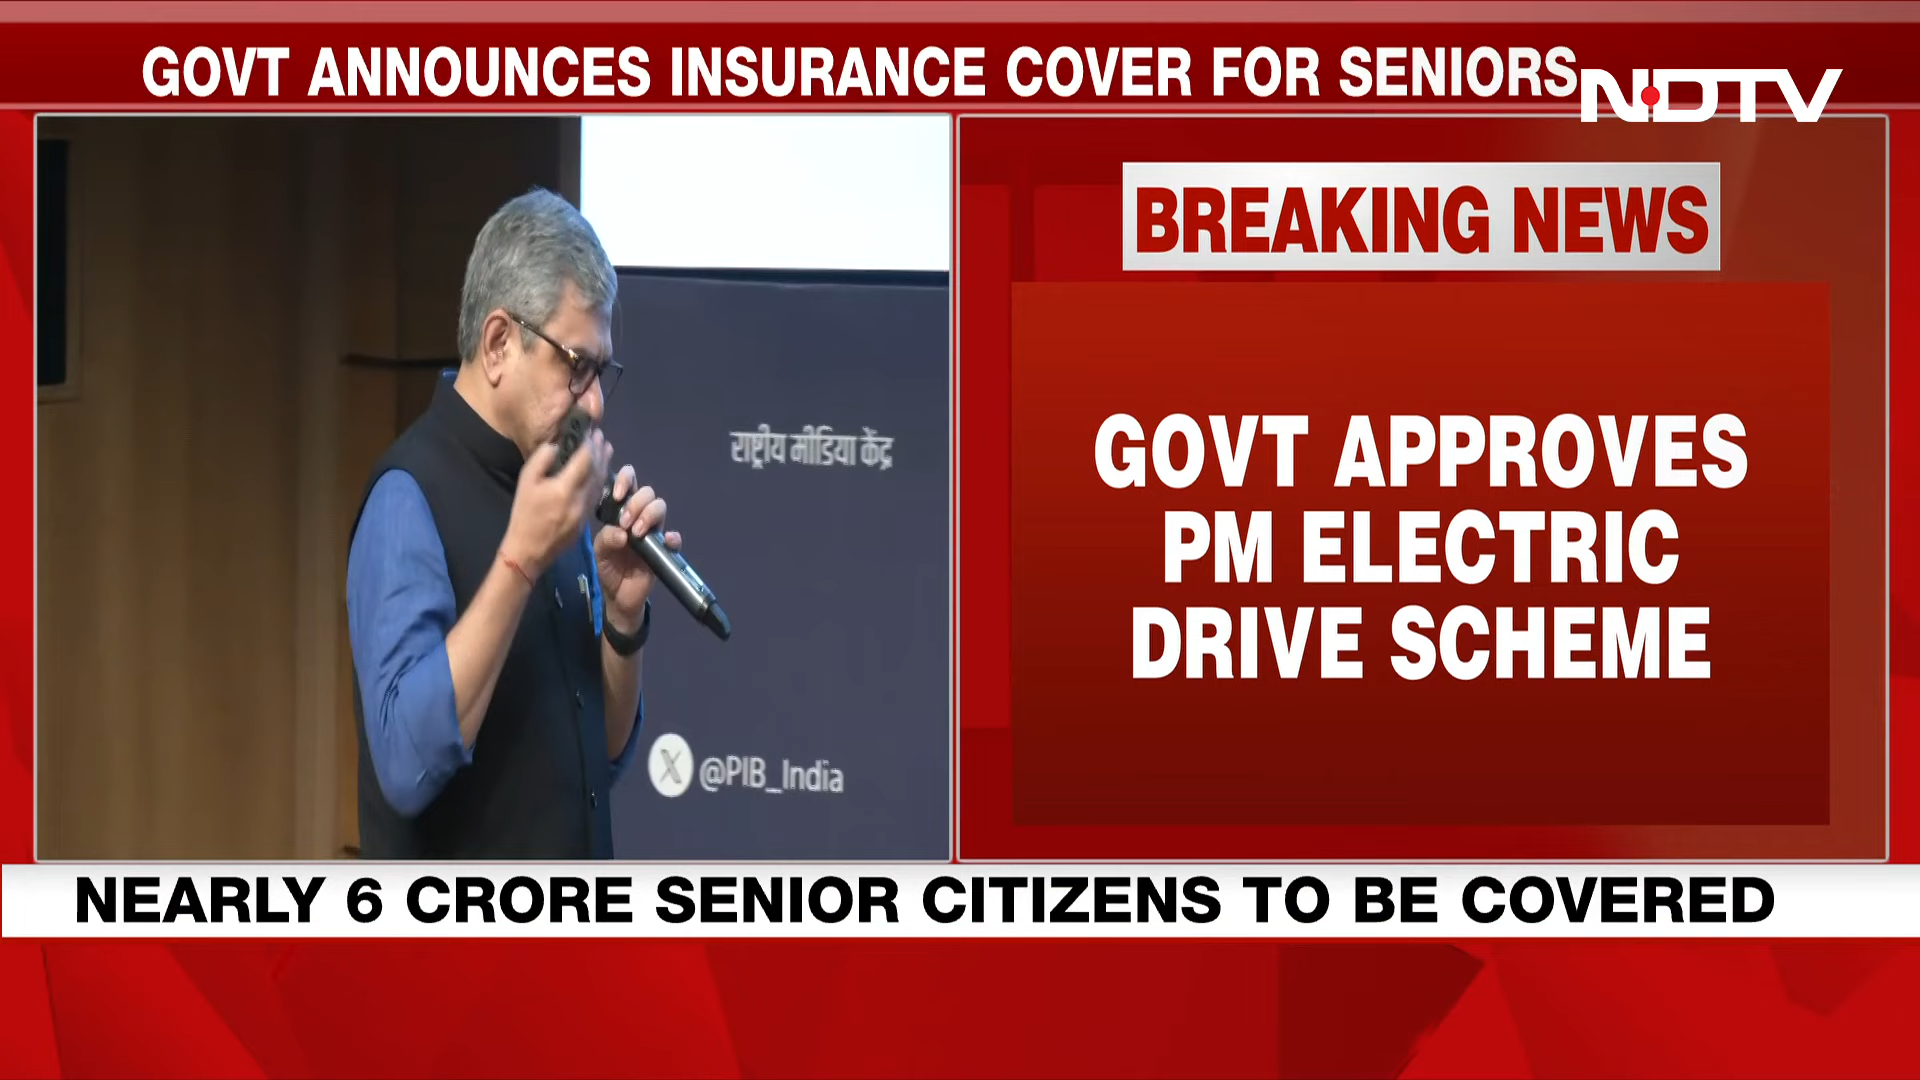 GOVT ANNOUNCES INSURANCE COVER FOR SENIORS
NDTV
BREAKING NEWS
GOVT APPROVES
PM ELECTRIC
DRIVE SCHEME
राष्ट्रीय मीडिया केंद्र
@PIB_India
NEARLY 6 CRORE SENIOR CITIZENS TO BE COVERED